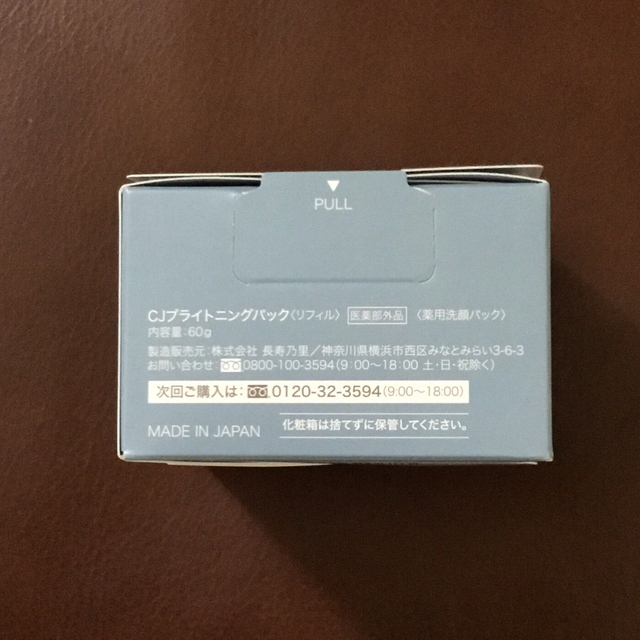 PULL
CJブライトニングパック〈リフィル〉 医薬部外品 〈薬用洗顔パック〉
内容量 60g
製造販売元:株式会社 長寿乃里／神奈川県横浜市西区みなとみらい3-6-3
お問い合わせ 0800-100-3594(9:00〜18:00 土・日・祝除く)
次回ご購入は: 0120-32-3594(9:00〜18:00)
MADE IN JAPAN 化粧箱は捨てずに保管してください。